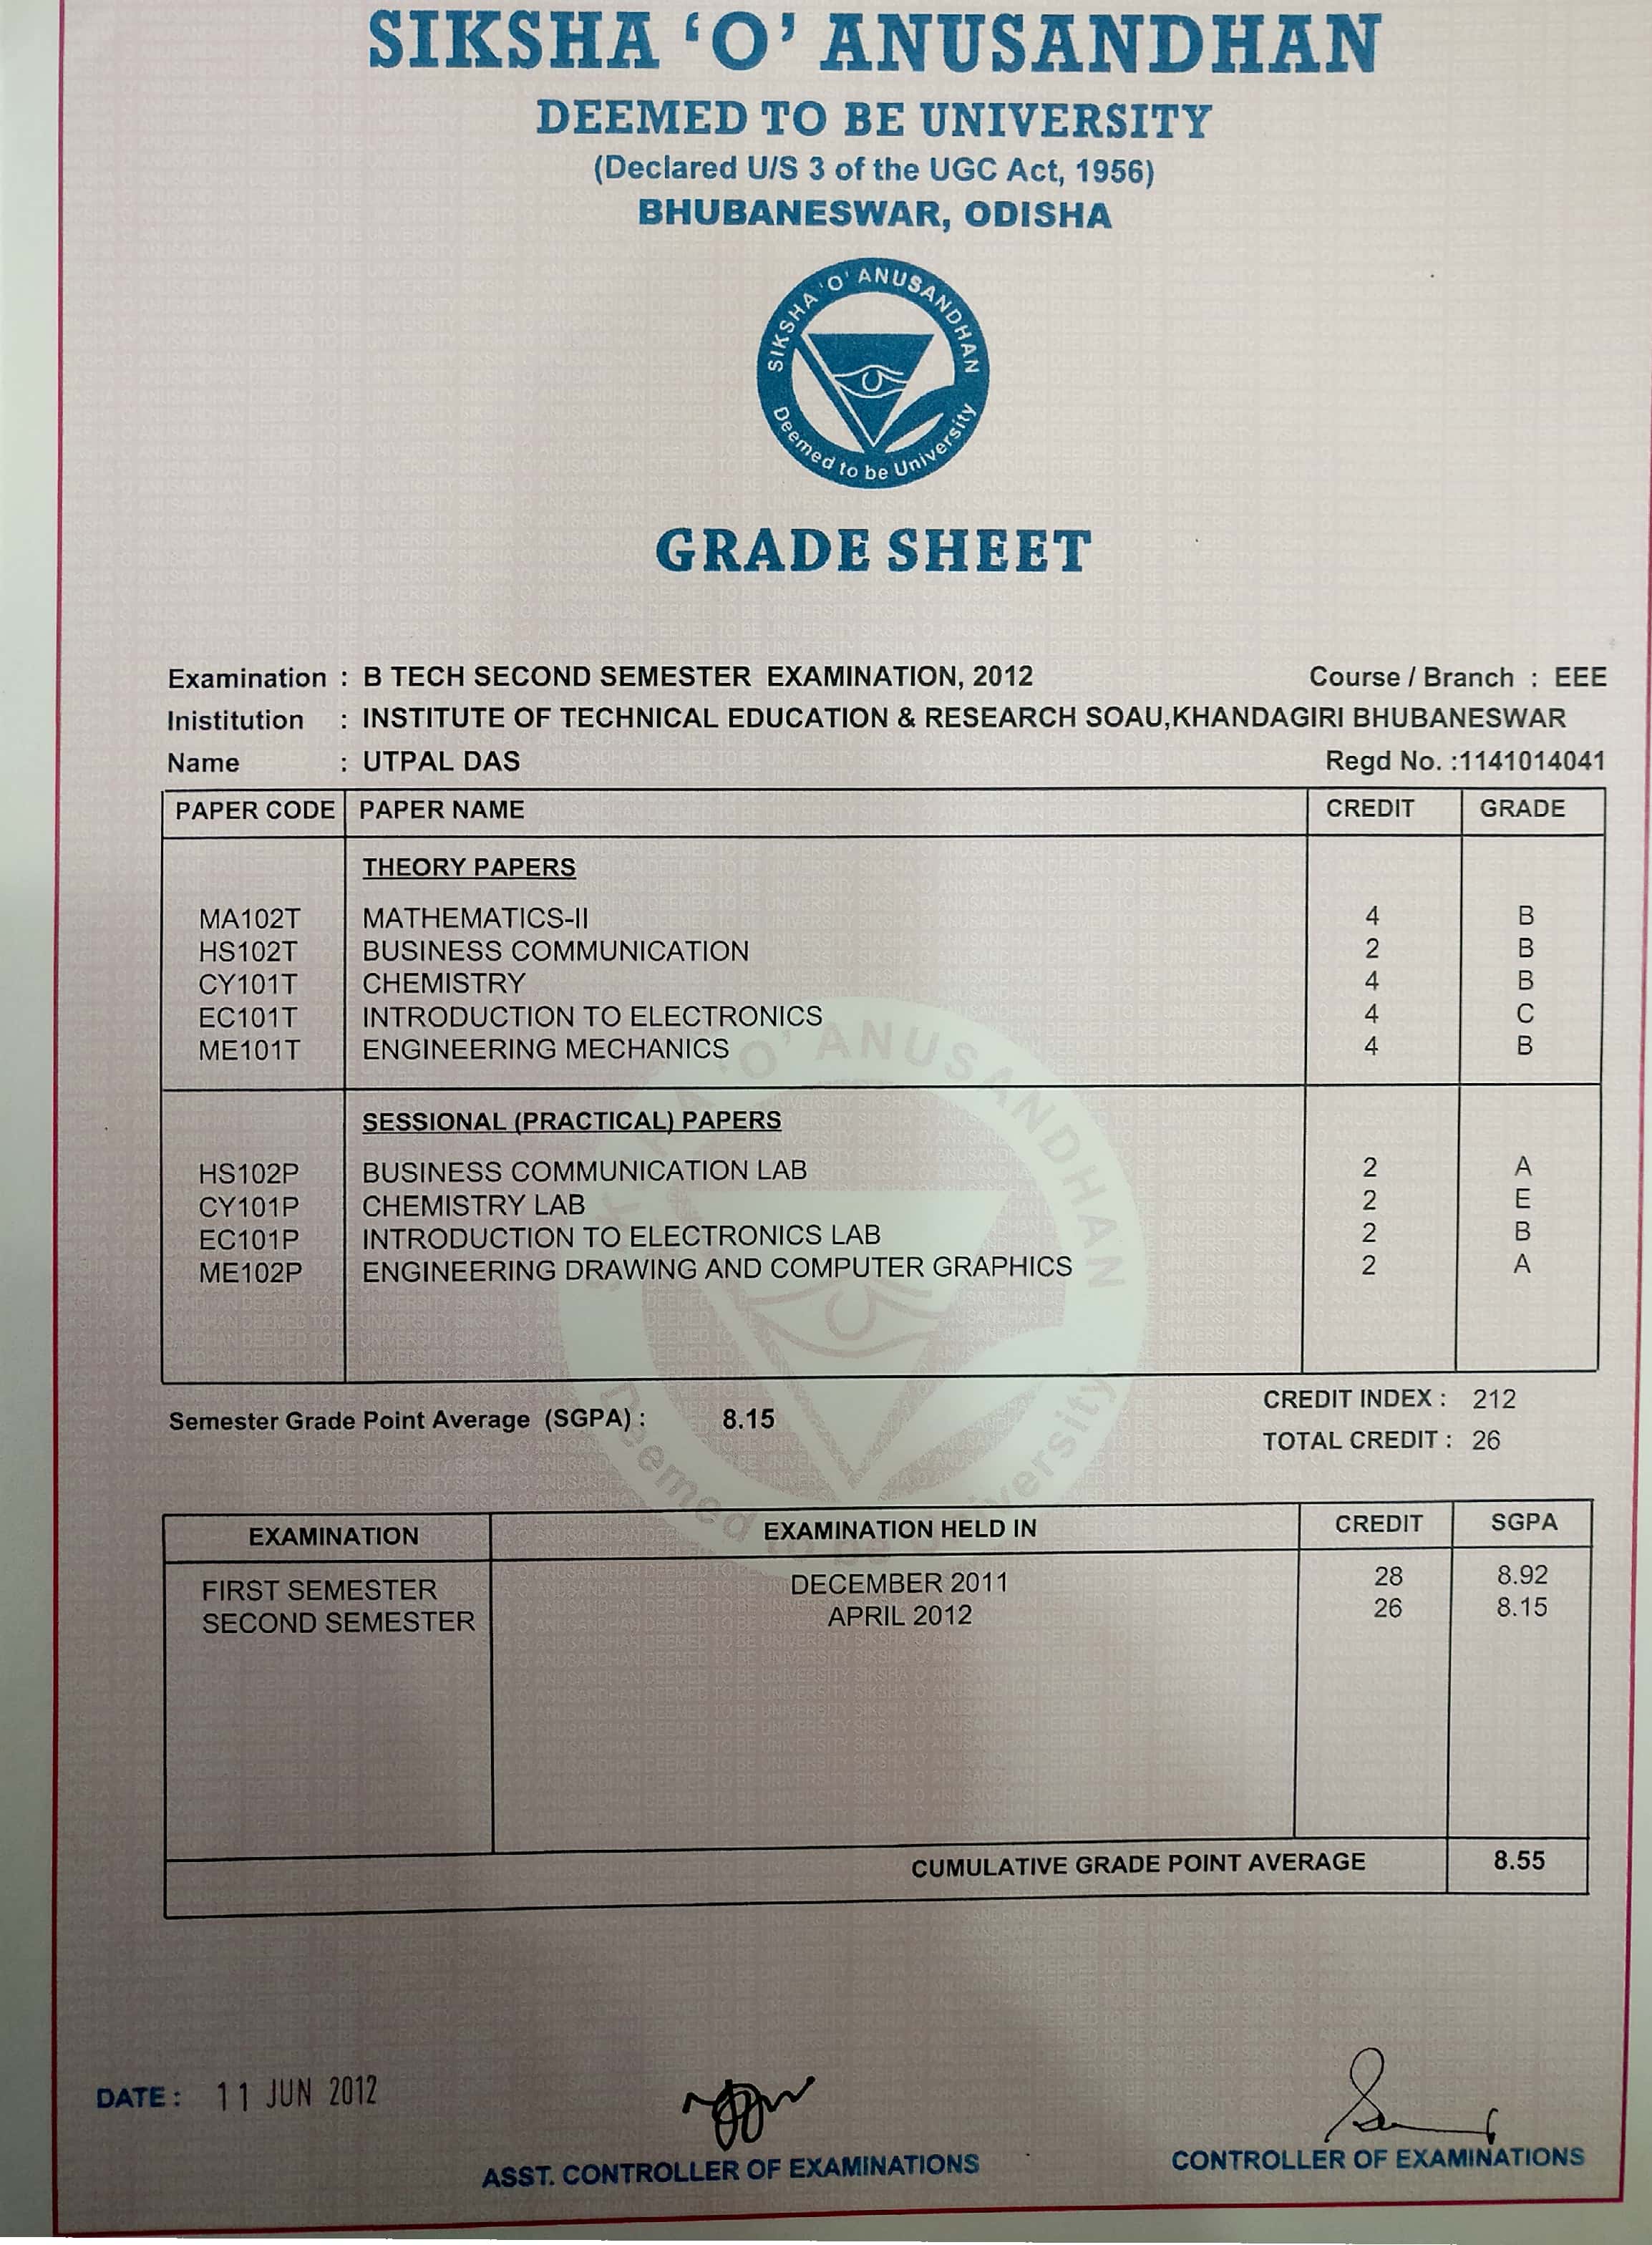 SIKSHA ‘O’ ANUSANDHAN
DEEMED TO BE UNIVERSITY
(Declared U/S 3 of the UGC Act, 1956)
BHUBANESWAR, ODISHA
SIKSHA 'O' ANUSANDHAN
Deemed to be University
GRADE SHEET
Examination : B TECH SECOND SEMESTER EXAMINATION, 2012 Course / Branch : EEE
Inistitution : INSTITUTE OF TECHNICAL EDUCATION & RESEARCH SOAU,KHANDAGIRI BHUBANESWAR
Name : UTPAL DAS Regd No. :1141014041
PAPER CODE PAPER NAME CREDIT GRADE
THEORY PAPERS
MA102T MATHEMATICS-II 4 B
HS102T BUSINESS COMMUNICATION 2 B
CY101T CHEMISTRY 4 B
EC101T INTRODUCTION TO ELECTRONICS 4 C
ME101T ENGINEERING MECHANICS 4 B
SESSIONAL (PRACTICAL) PAPERS
HS102P BUSINESS COMMUNICATION LAB 2 A
CY101P CHEMISTRY LAB 2 E
EC101P INTRODUCTION TO ELECTRONICS LAB 2 B
ME102P ENGINEERING DRAWING AND COMPUTER GRAPHICS 2 A
CREDIT INDEX : 212
Semester Grade Point Average (SGPA) : 8.15
TOTAL CREDIT : 26
EXAMINATION EXAMINATION HELD IN CREDIT SGPA
FIRST SEMESTER DECEMBER 2011 28 8.92
SECOND SEMESTER APRIL 2012 26 8.15
CUMULATIVE GRADE POINT AVERAGE 8.55
DATE : 11 JUN 2012
ASST. CONTROLLER OF EXAMINATIONS CONTROLLER OF EXAMINATIONS